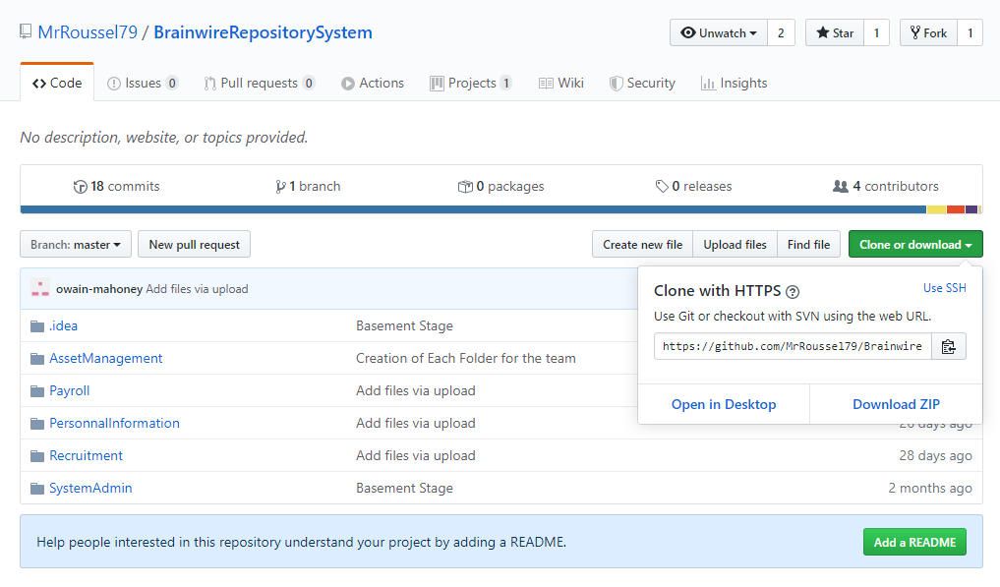 MrRoussel79 / BrainwireRepositorySystem
Unwatch 2 Star 1 Fork 1
Code Issues 0 Pull requests 0 Actions Projects 1 Wiki Security Insights
No description, website, or topics provided.
18 commits 1 branch 0 packages 0 releases 4 contributors
Branch: master New pull request Create new file Upload files Find file Clone or download
owain-mahoney Add files via upload
Clone with HTTPS ? Use SSH
Use Git or checkout with SVN using the web URL.
https://github.com/MrRoussel79/Brainwire
Open in Desktop Download ZIP
.idea Basement Stage
AssetManagement Creation of Each Folder for the team
Payroll Add files via upload
PersonnalInformation Add files via upload days ago
Recruitment Add files via upload 28 days ago
SystemAdmin Basement Stage 2 months ago
Help people interested in this repository understand your project by adding a README. Add a README